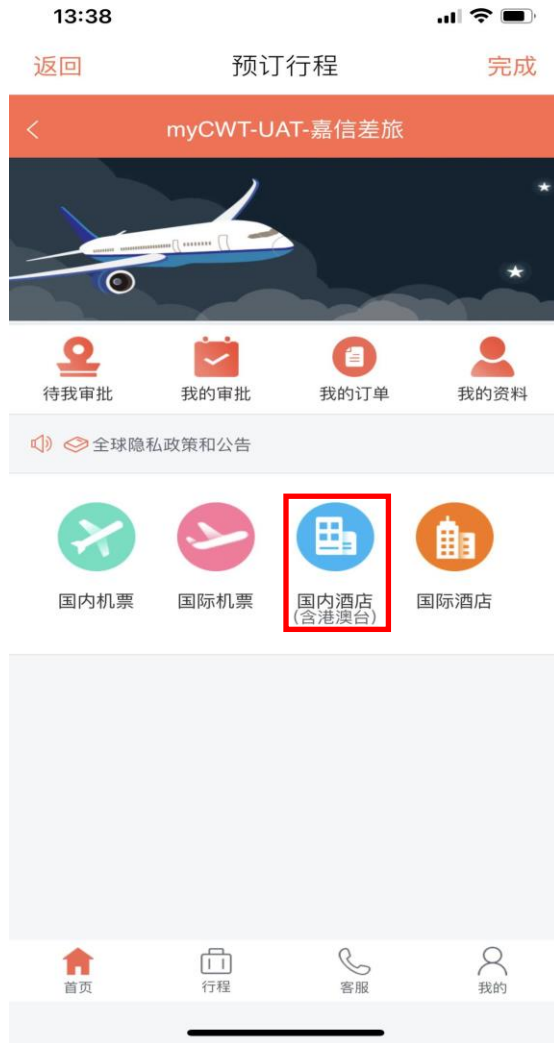 13:38
返回 预订行程 完成
myCWT-UAT-嘉信差旅
待我审批 我的审批 我的订单 我的资料
全球隐私政策和公告
国内机票 国际机票 国内酒店 国际酒店
(含港澳台)
首页 行程 客服 我的